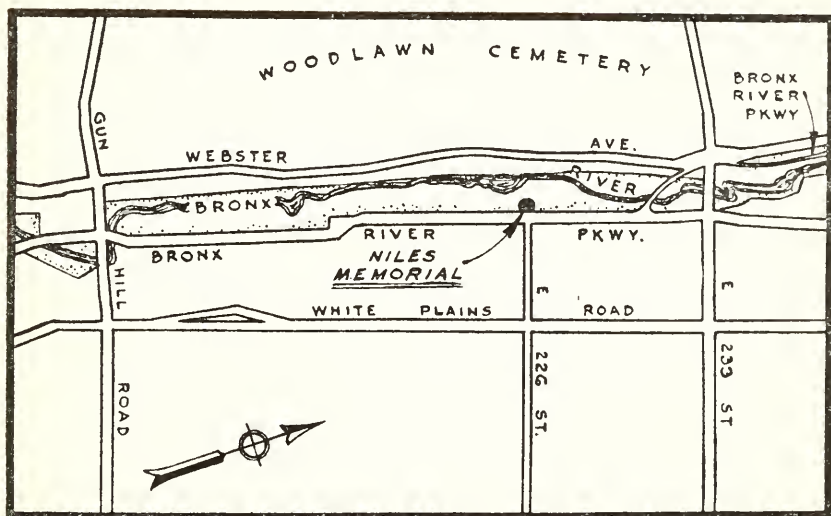 WOODLAWN CEMETERY
BRONX
RIVER
PKWY
GUN
HILL
ROAD
WEBSTER AVE.
BRONX RIVER
BRONX RIVER PKWY.
NILES
MEMORIAL
WHITE PLAINS ROAD
E
226
ST.
E
233
ST